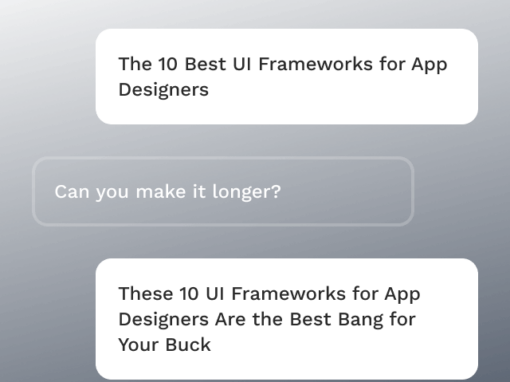 The 10 Best UI Frameworks for App
Designers
Can you make it longer?
These 10 UI Frameworks for App
Designers Are the Best Bang for
Your Buck